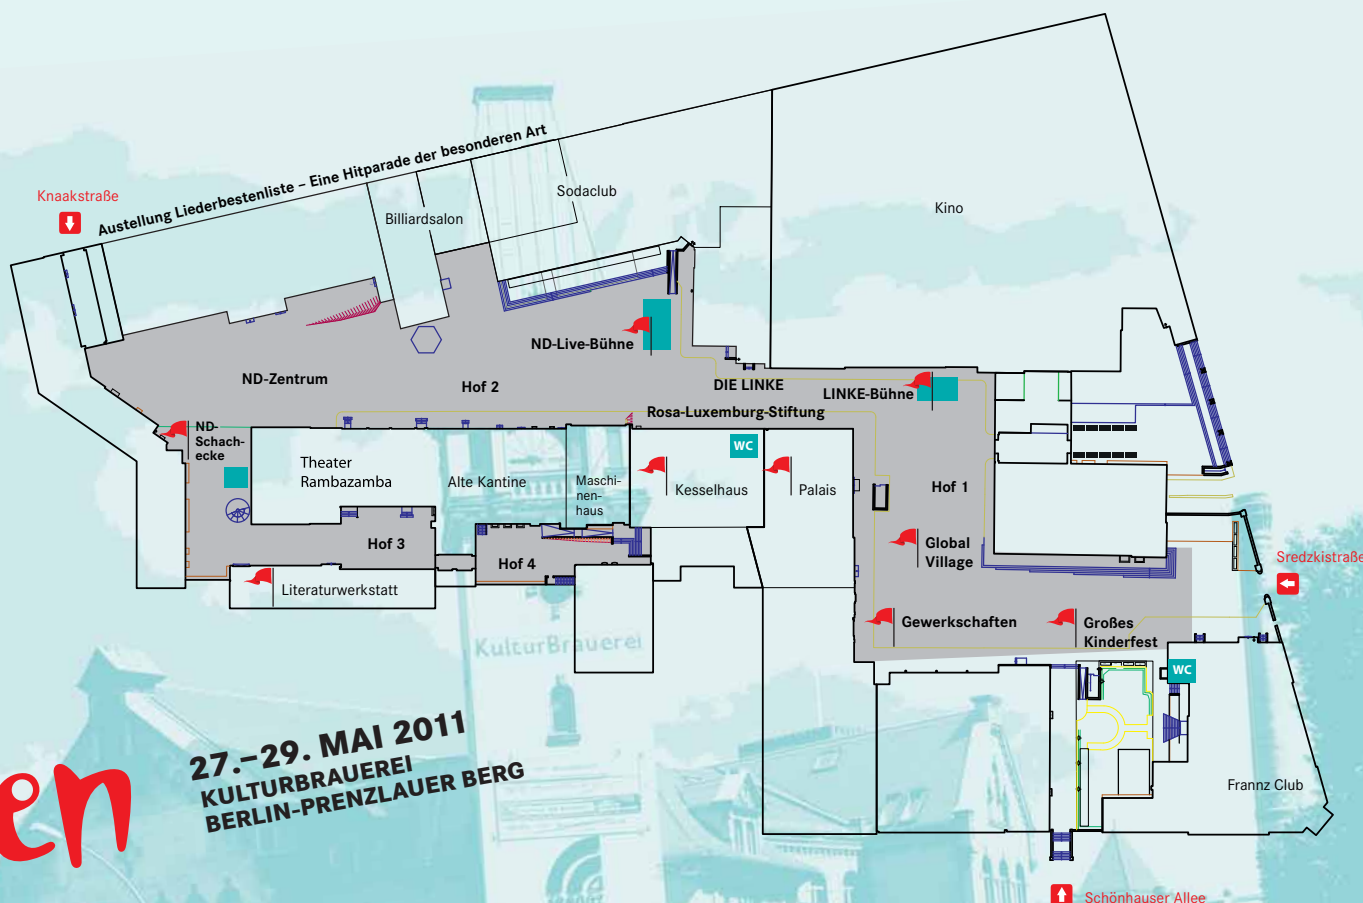 Knaakstraße
Austellung Liederbestenliste – Eine Hitparade der besonderen Art
Billiardsalon
Sodaclub
Kino
ND-Live-Bühne
ND-Zentrum
Hof 2
DIE LINKE
LINKE-Bühne
Rosa-Luxemburg-Stiftung
ND-
Schach-
ecke
Theater
Rambazamba
Alte Kantine
Maschi-
nen-
haus
WC
Kesselhaus
Palais
Hof 1
Hof 3
Hof 4
Global
Village
Literaturwerkstatt
Gewerkschaften
Großes
Kinderfest
Sredzkistraße
KulturBrauerei
WC
Frannz Club
27.–29. MAI 2011
KULTURBRAUEREI
BERLIN-PRENZLAUER BERG
en
Schönhauser Allee